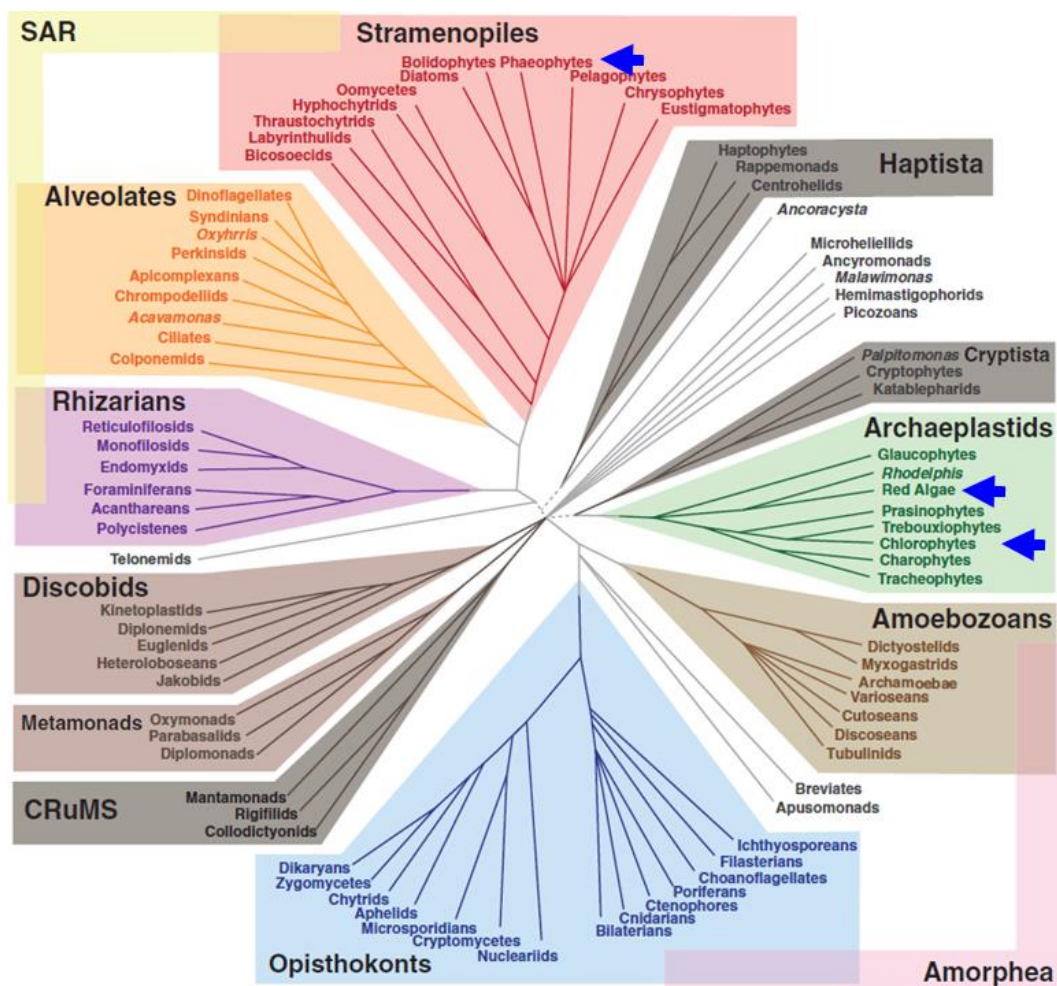 SAR
Stramenopiles
Bolidophytes Phaeophytes
Diatoms
Pelagophytes
Oomycetes
Chrysophytes
Hyphochytrids
Eustigmatophytes
Thraustochytrids
Labyrinthulids
Bicosoecids
Haptophytes
Rappemonads
Haptista
Centrohelids
Ancoracysta
Alveolates
Dinoflagellates
Syndinians
Oxyhrris
Perkinsids
Apicomplexans
Chrompodellids
Acavamonas
Ciliates
Colponemids
Microheliellids
Ancyromonads
Malawimonas
Hemimastigophorids
Picozoans
Palpitomonas Cryptista
Cryptophytes
Katablepharids
Rhizarians
Reticulofilosids
Monofilosids
Endomyxids
Foraminiferans
Acanthareans
Polycistenes
Telonemids
Archaeplastids
Glaucophytes
Rhodelphis
Red Algae
Prasinophytes
Trebouxiophytes
Chlorophytes
Charophytes
Tracheophytes
Discobids
Kinetoplastids
Diplonemids
Euglenids
Heteroloboseans
Jakobids
Amoebozoans
Dictyostelids
Myxogastrids
Archamoebae
Varioseans
Cutoseans
Discoseans
Tubulinids
Metamonads
Oxymonads
Parabasalids
Diplomonads
CRuMS
Mantamonads
Rigifilids
Collodictyonids
Breviates
Apusomonads
Dikaryans
Zygomycetes
Chytrids
Aphelids
Microsporidians
Cryptomycetes
Nucleariids
Ichthyosporeans
Filasterians
Choanoflagellates
Poriferans
Ctenophores
Cnidarians
Bilaterians
Opisthokonts
Amorphea